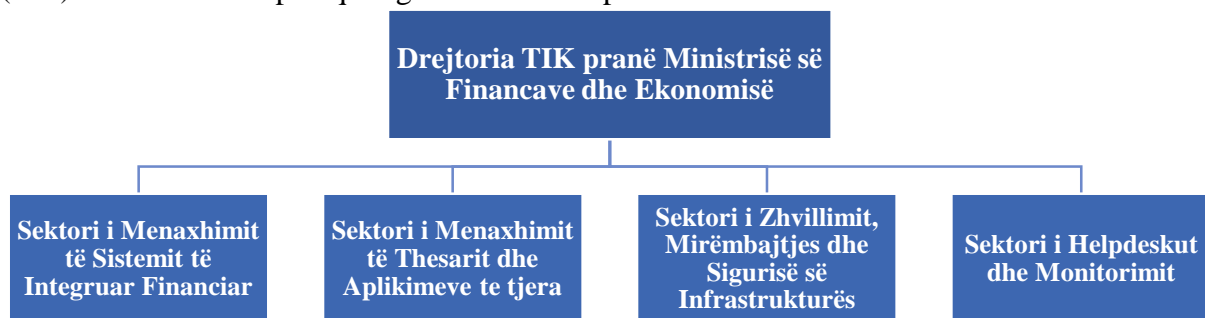 Drejtoria TIK pranë Ministrisë së
Financave dhe Ekonomisë
Sektori i Menaxhimit
të Sistemit të
Integruar Financiar
Sektori i Menaxhimit
të Thesarit dhe
Aplikimeve te tjera
Sektori i Zhvillimit,
Mirëmbajtjes dhe
Sigurisë së
Infrastrukturës
Sektori i Helpdeskut
dhe Monitorimit